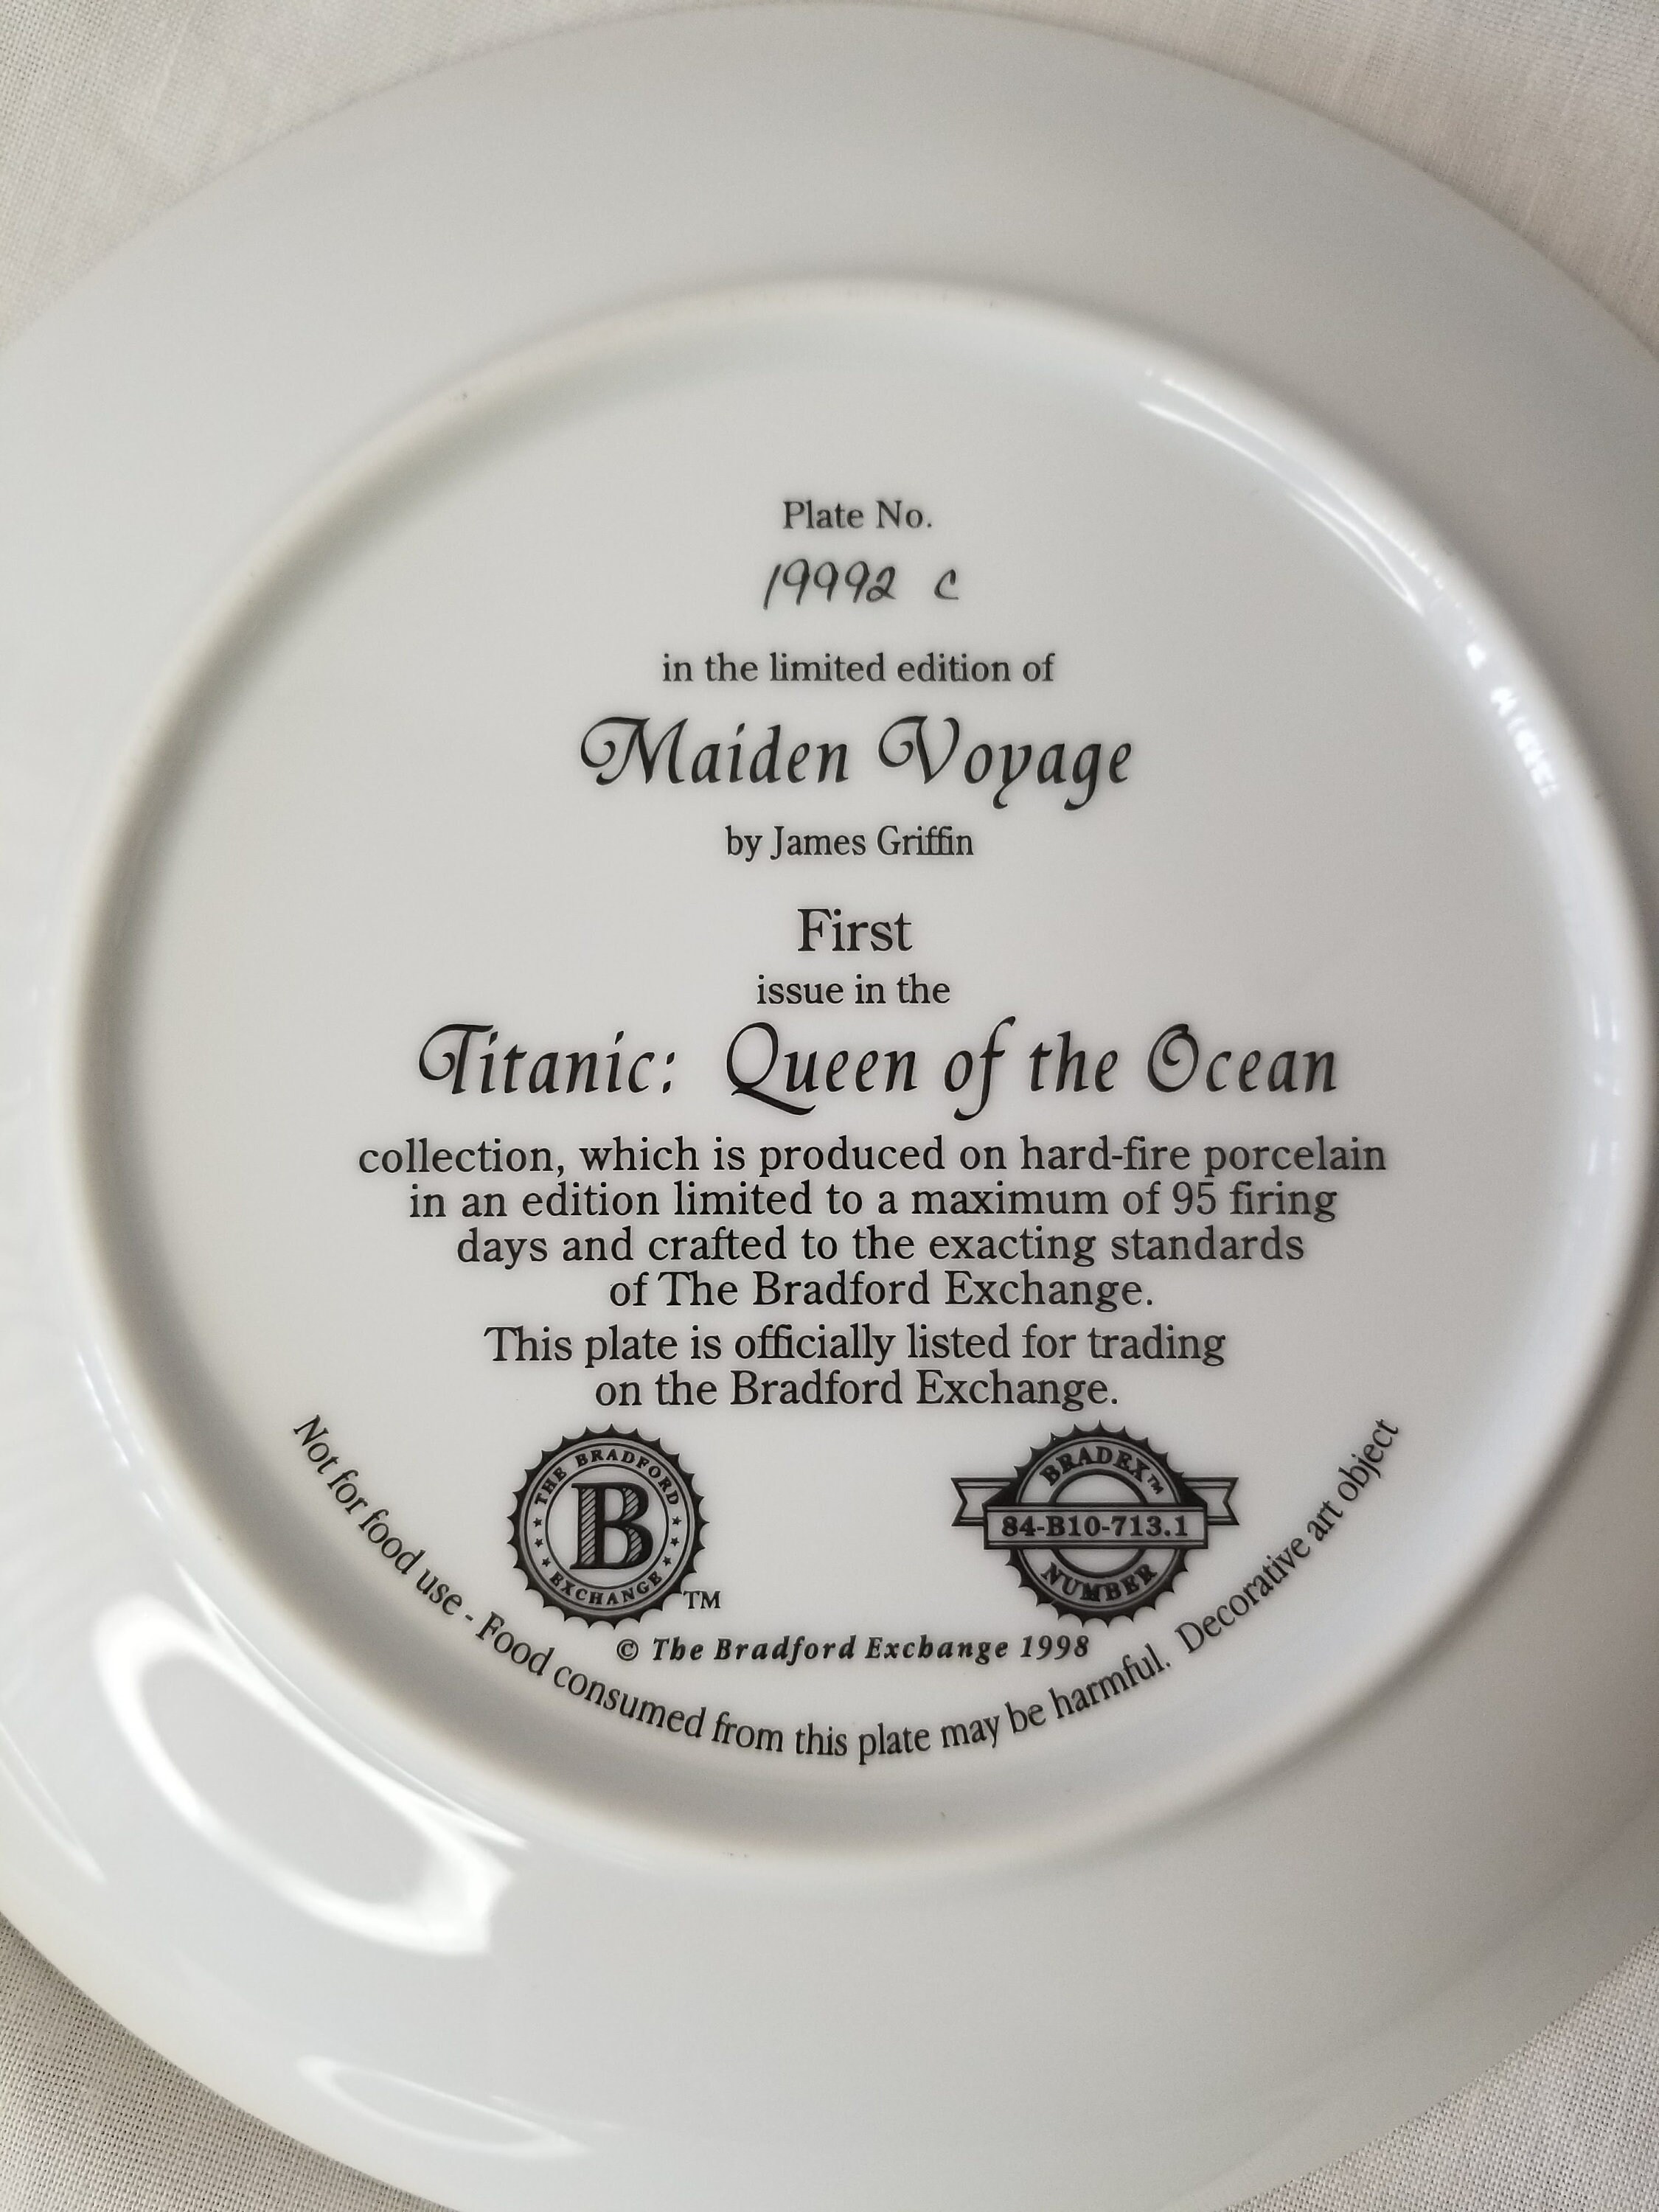 Plate No.
19992 C
in the limited edition of
Maiden Voyage
by James Griffin
First
issue in the
Titanic: Queen of the Ocean
collection, which is produced on hard-fire porcelain
in an edition limited to a maximum of 95 firing
days and crafted to the exacting standards
of The Bradford Exchange.
This plate is officially listed for trading
on the Bradford Exchange.
THE BRADFORD
B
EXCHANGE
TM
BRADEX™
84-B10-713.1
NUMBER
© The Bradford Exchange 1998
Not for food use - Food consumed from this plate may be harmful. Decorative art object